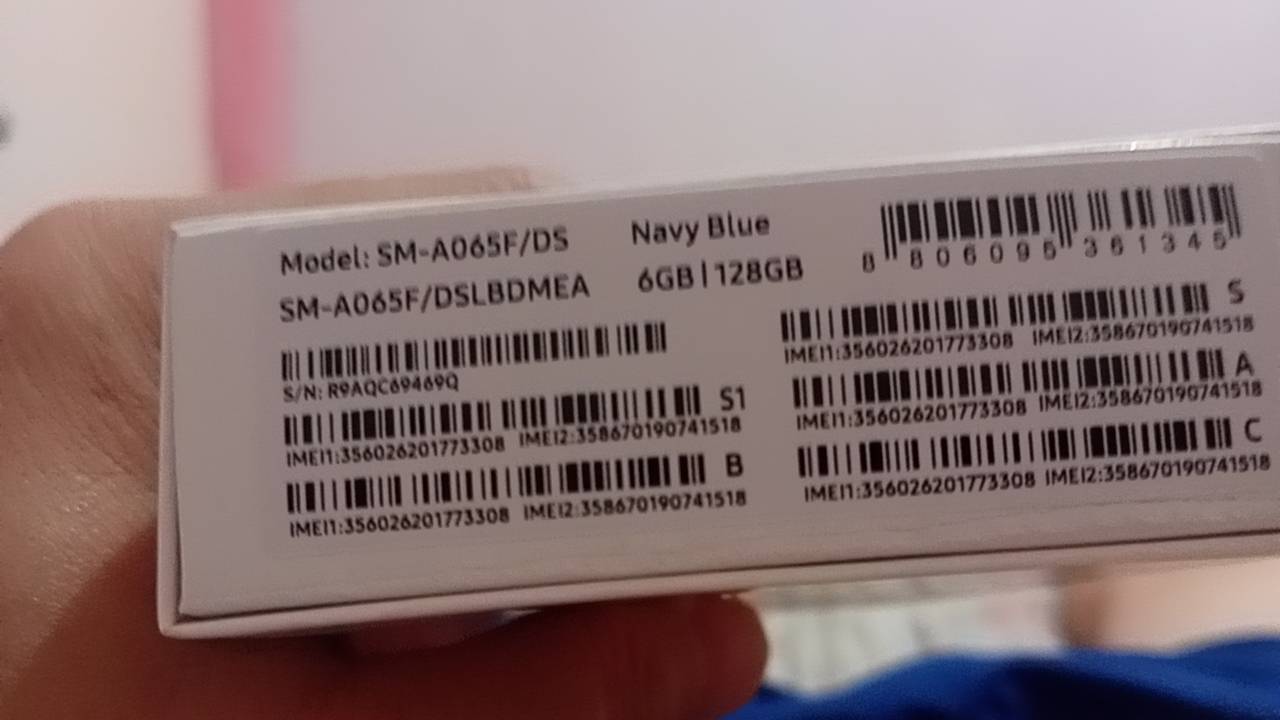 Model: SM-A065F/DS
SM-A065F/DSLBDMEA
Navy Blue
6GB|128GB
8 806095 361345
S/N: R9AQC69469Q
S1
IMEI1:356026201773308 IMEI2:358670190741518
B
IMEI1:356026201773308 IMEI2:358670190741518
S
IMEI1:356026201773308 IMEI2:358670190741518
A
IMEI1:356026201773308 IMEI2:358670190741518
C
IMEI1:356026201773308 IMEI2:358670190741518